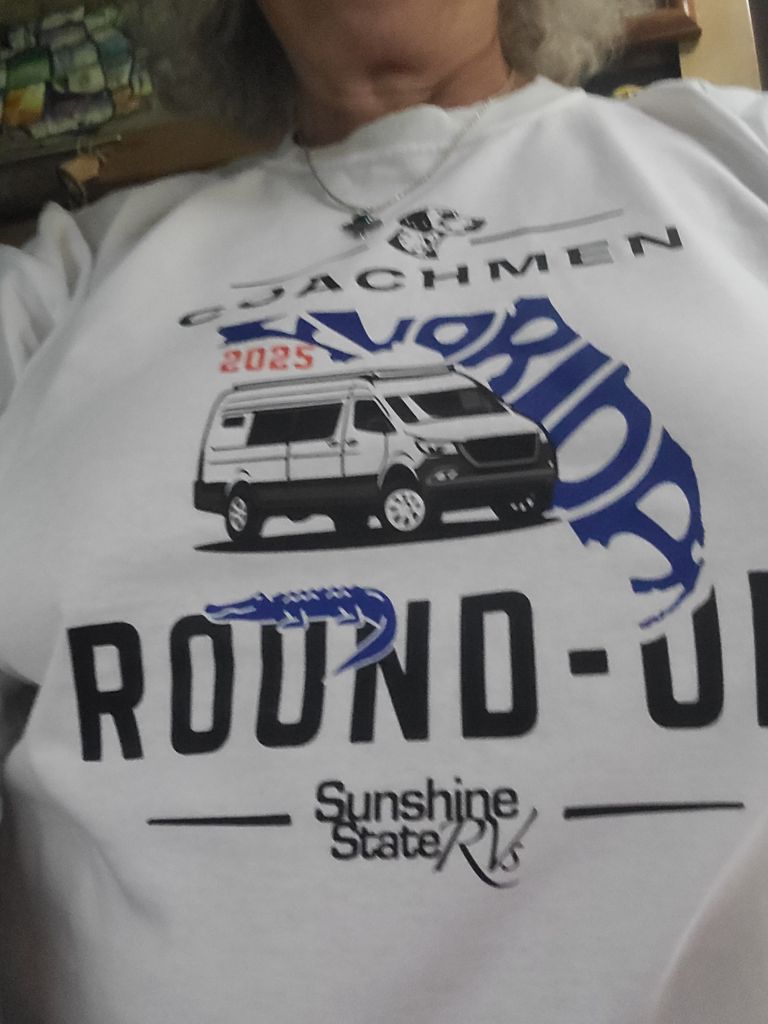 COACHMEN
FLORIDA
2025
ROUND-U
Sunshine
State RVs